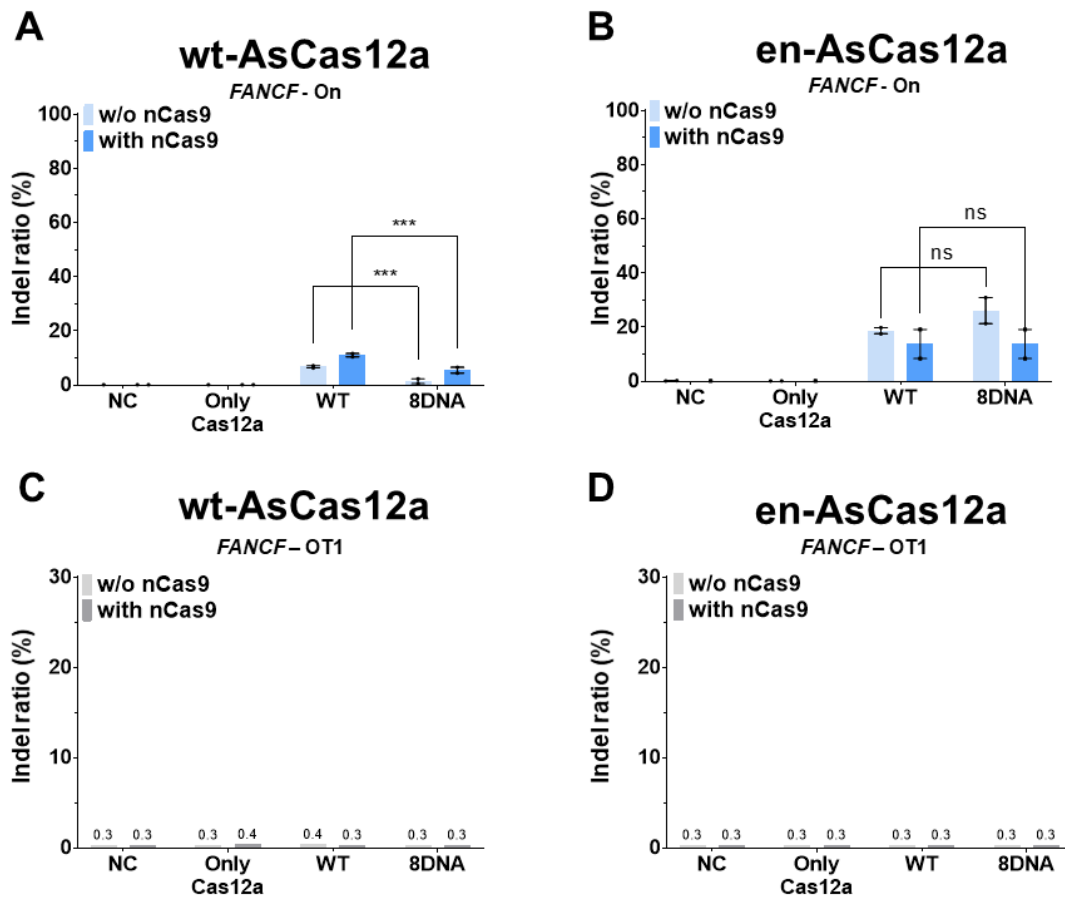 A
wt-AsCas12a
FANCF - On
w/o nCas9
with nCas9
Indel ratio (%)
100
80
60
40
20
0
***
***
NC
Only
Cas12a
WT
8DNA
B
en-AsCas12a
FANCF - On
w/o nCas9
with nCas9
Indel ratio (%)
100
80
60
40
20
0
ns
ns
NC
Only
Cas12a
WT
8DNA
C
wt-AsCas12a
FANCF – OT1
w/o nCas9
with nCas9
Indel ratio (%)
30
20
10
0
0.3 0.3 0.3 0.4 0.4 0.3 0.3 0.3
NC
Only
Cas12a
WT
8DNA
D
en-AsCas12a
FANCF – OT1
w/o nCas9
with nCas9
Indel ratio (%)
30
20
10
0
0.3 0.3 0.3 0.3 0.3 0.3 0.3 0.3
NC
Only
Cas12a
WT
8DNA